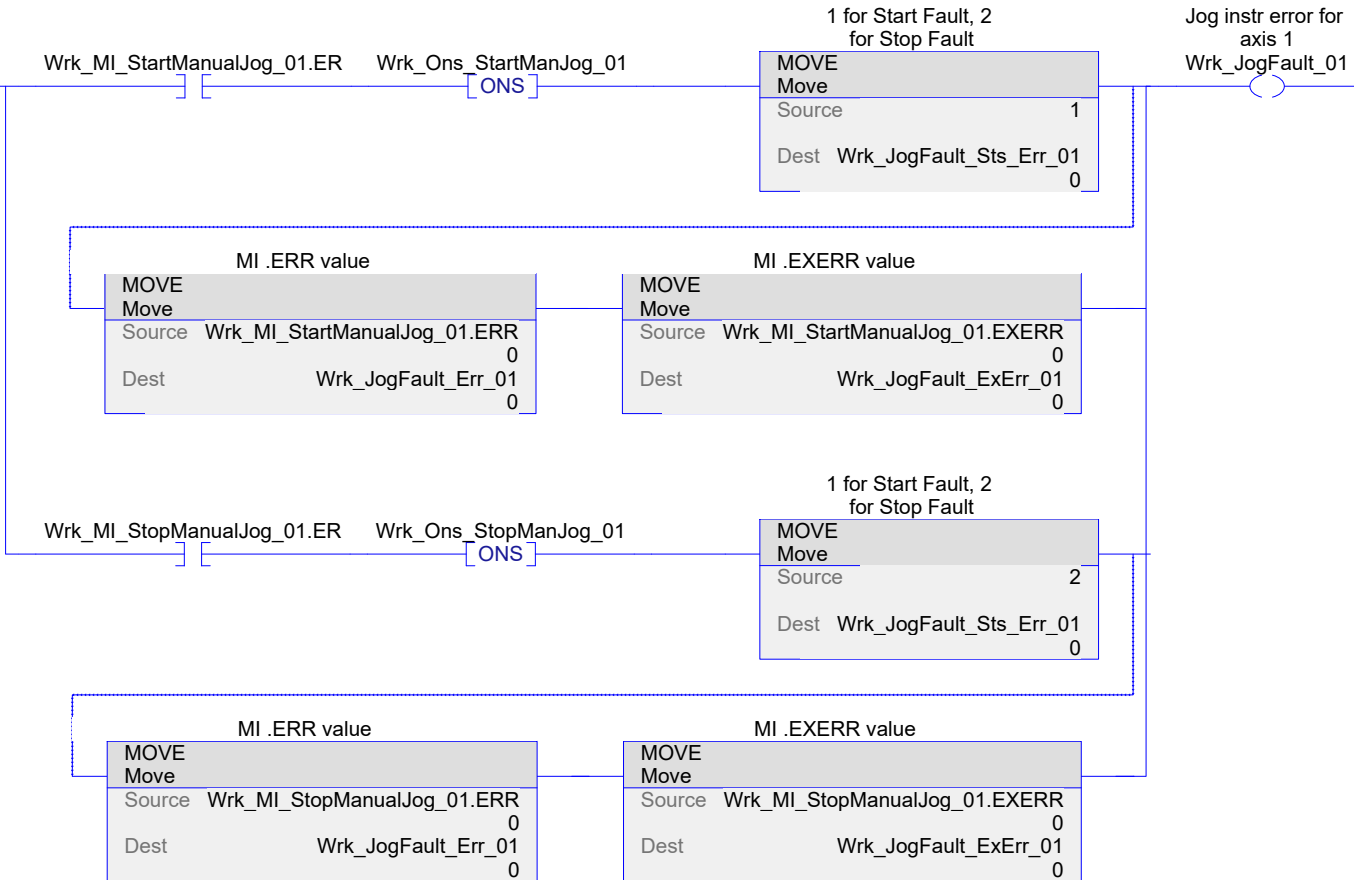 1 for Start Fault, 2
for Stop Fault
Jog instr error for
axis 1
Wrk_MI_StartManualJog_01.ER
Wrk_Ons_StartManJog_01
Wrk_JogFault_01
ONS
MOVE
Move
Source 1
Dest Wrk_JogFault_Sts_Err_01
0
MI .ERR value
MOVE
Move
Source Wrk_MI_StartManualJog_01.ERR
0
Dest Wrk_JogFault_Err_01
0
MI .EXERR value
MOVE
Move
Source Wrk_MI_StartManualJog_01.EXERR
0
Dest Wrk_JogFault_ExErr_01
0
1 for Start Fault, 2
for Stop Fault
Wrk_MI_StopManualJog_01.ER
Wrk_Ons_StopManJog_01
ONS
MOVE
Move
Source 2
Dest Wrk_JogFault_Sts_Err_01
0
MI .ERR value
MOVE
Move
Source Wrk_MI_StopManualJog_01.ERR
0
Dest Wrk_JogFault_Err_01
0
MI .EXERR value
MOVE
Move
Source Wrk_MI_StopManualJog_01.EXERR
0
Dest Wrk_JogFault_ExErr_01
0